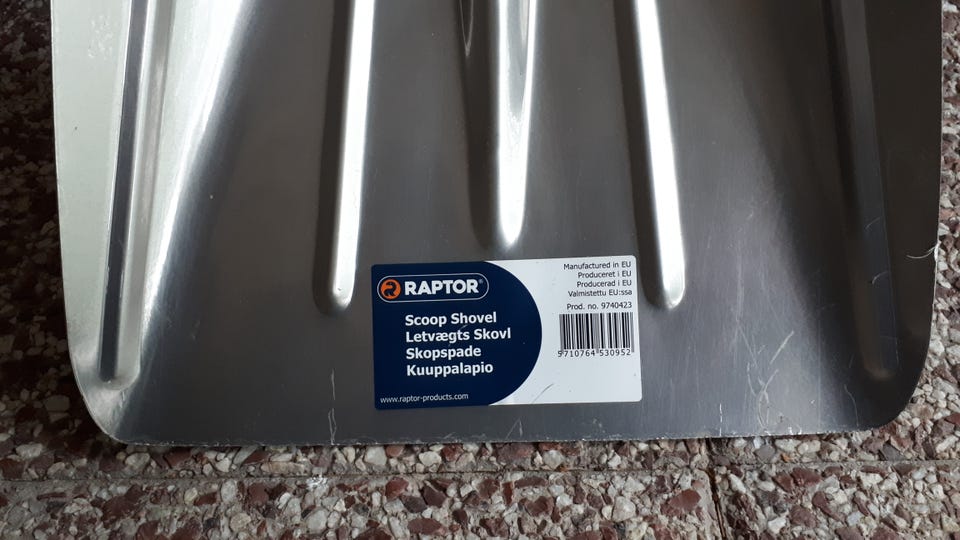 RAPTOR
Scoop Shovel
Letvægts Skovl
Skopspade
Kuuppalapio
www.raptor-products.com
Manufactured in EU
Produceret i EU
Producerad i EU
Valmistettu EU:ssa
Prod. no. 9740423
5710764 530952